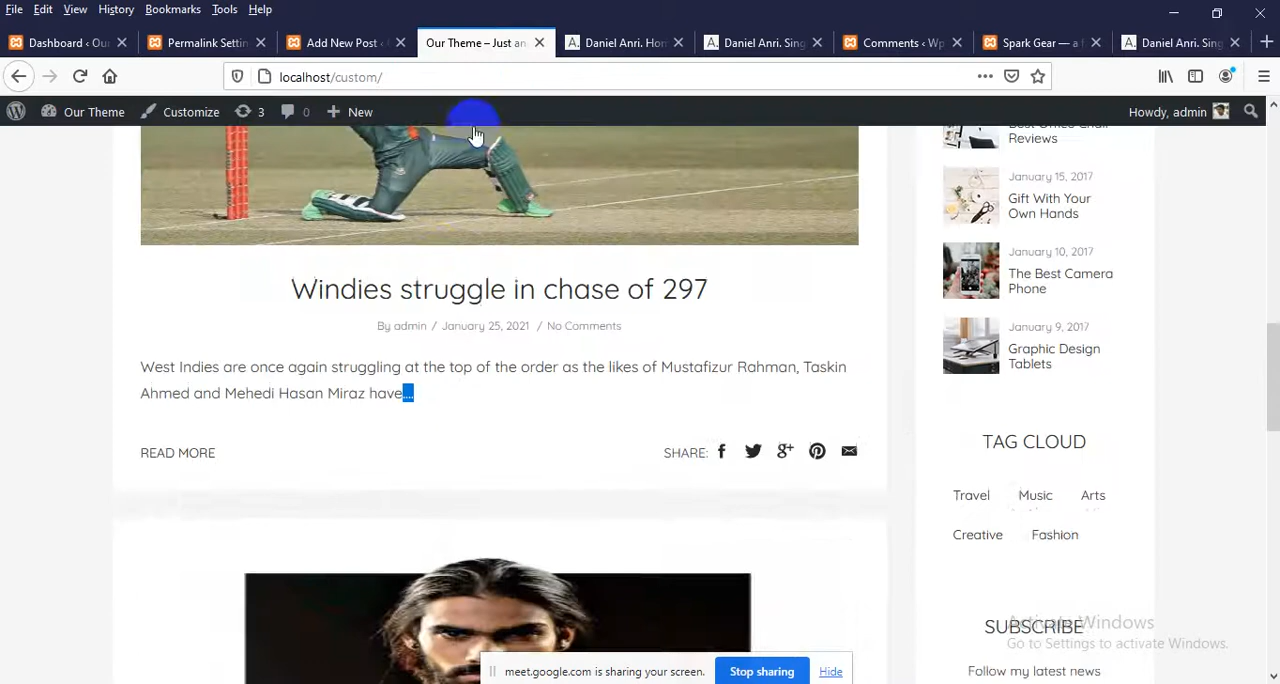 File Edit View History Bookmarks Tools Help
Dashboard ‹ Ou
Permalink Settin
Add New Post ‹
Our Theme – Just an
Daniel Anri. Hom
Daniel Anri. Sing
Comments ‹ Wp
Spark Gear — a f
Daniel Anri. Sing
localhost/custom/
Our Theme Customize 3 0 New Howdy, admin
Best Office Chair
Reviews
January 15, 2017
Gift With Your
Own Hands
January 10, 2017
The Best Camera
Phone
January 9, 2017
Graphic Design
Tablets
Windies struggle in chase of 297
By admin / January 25, 2021 / No Comments
West Indies are once again struggling at the top of the order as the likes of Mustafizur Rahman, Taskin
Ahmed and Mehedi Hasan Miraz have....
READ MORE
SHARE:
TAG CLOUD
Travel Music Arts
Creative Fashion
SUBSCRIBE
Follow my latest news
Activate Windows
Go to Settings to activate Windows.
meet.google.com is sharing your screen. Stop sharing Hide